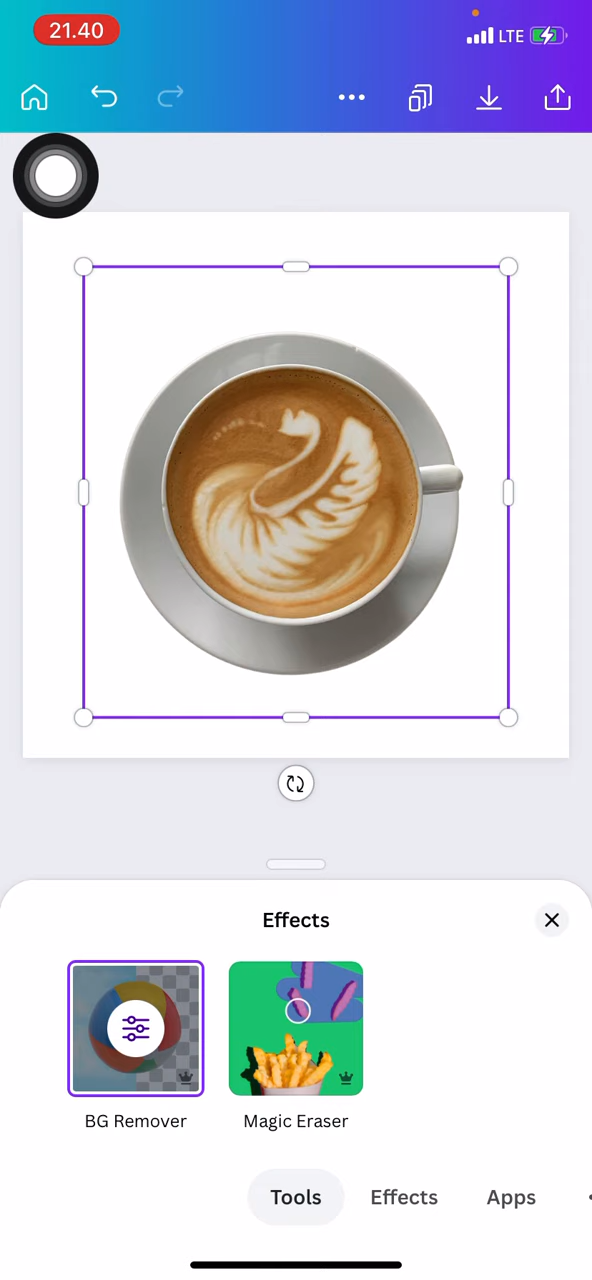 21.40
LTE
Effects
BG Remover
Magic Eraser
Tools
Effects
Apps